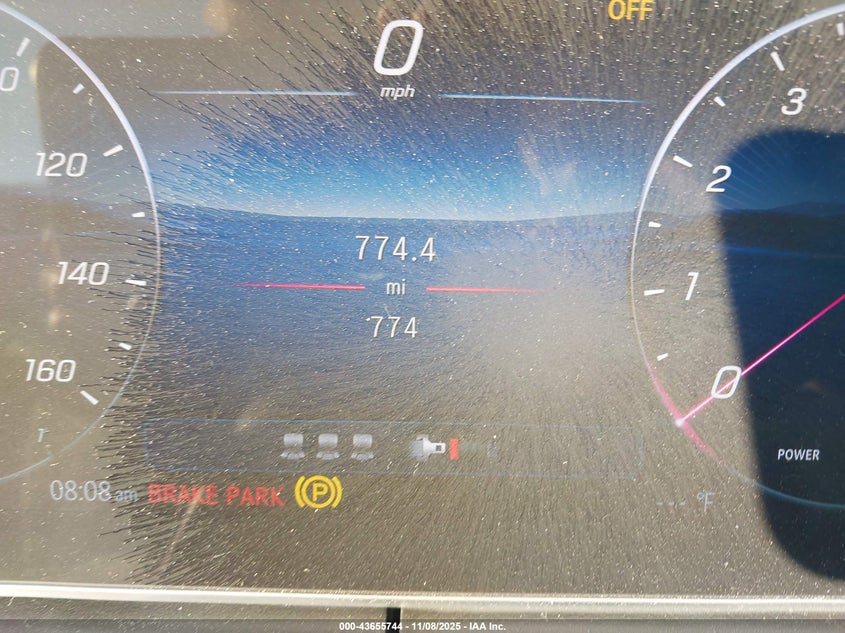 OFF
0
mph
0
120
140
160
774.4
mi
774
3
2
1
0
POWER
08:08 am BRAKE PARK (P)
--- °F
000-43655744 - 11/08/2025 - IAA Inc.